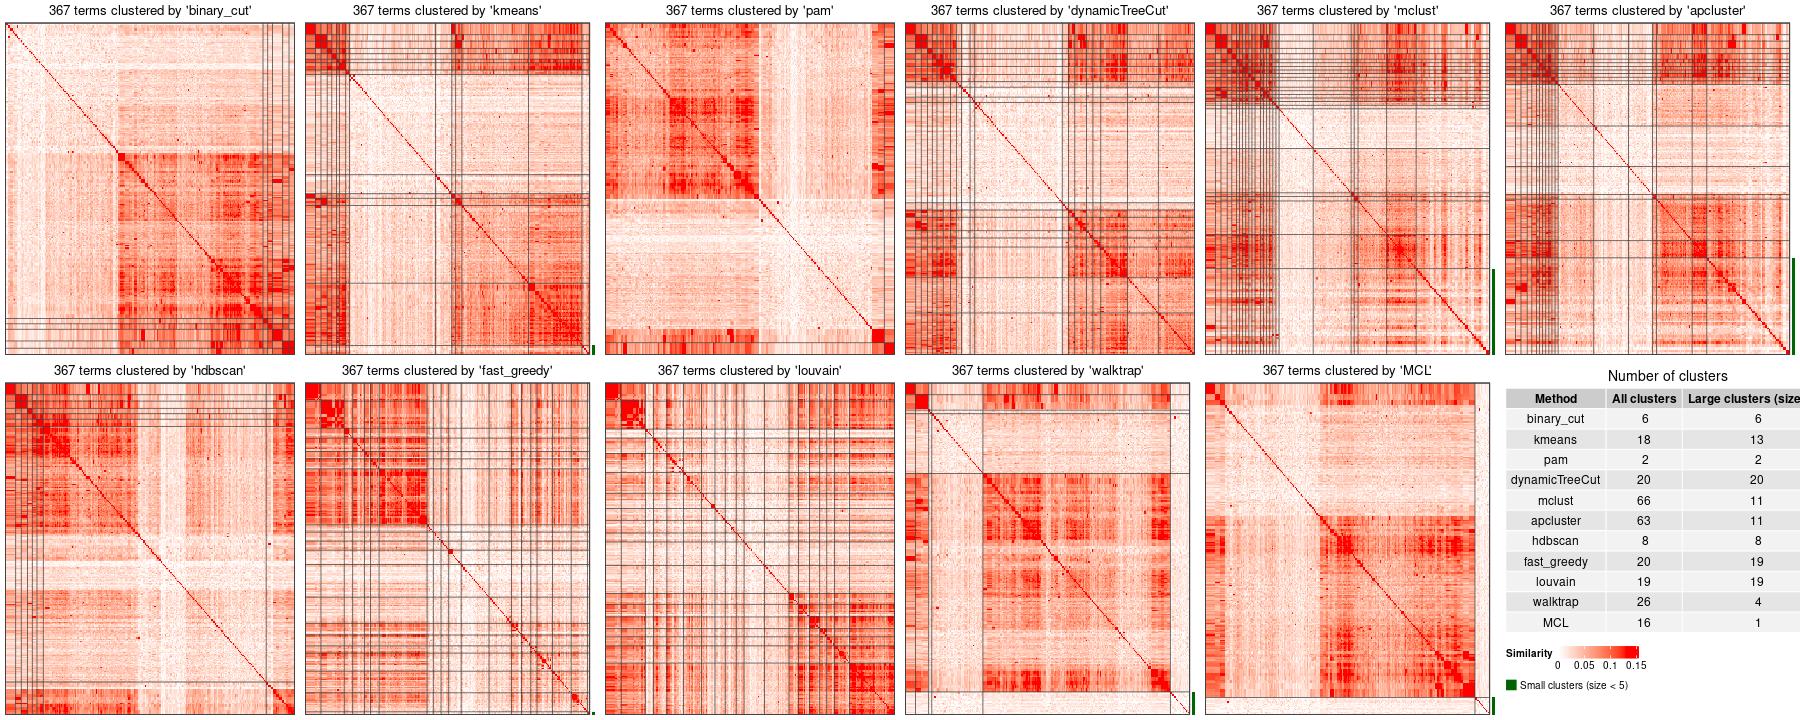 367 terms clustered by 'binary_cut'
367 terms clustered by 'kmeans'
367 terms clustered by 'pam'
367 terms clustered by 'dynamicTreeCut'
367 terms clustered by 'mclust'
367 terms clustered by 'apcluster'
367 terms clustered by 'hdbscan'
367 terms clustered by 'fast_greedy'
367 terms clustered by 'louvain'
367 terms clustered by 'walktrap'
367 terms clustered by 'MCL'
Number of clusters
Method All clusters Large clusters (size
binary_cut 6 6
kmeans 18 13
pam 2 2
dynamicTreeCut 20 20
mclust 66 11
apcluster 63 11
hdbscan 8 8
fast_greedy 20 19
louvain 19 19
walktrap 26 4
MCL 16 1
Similarity
0 0.05 0.1 0.15
Small clusters (size < 5)